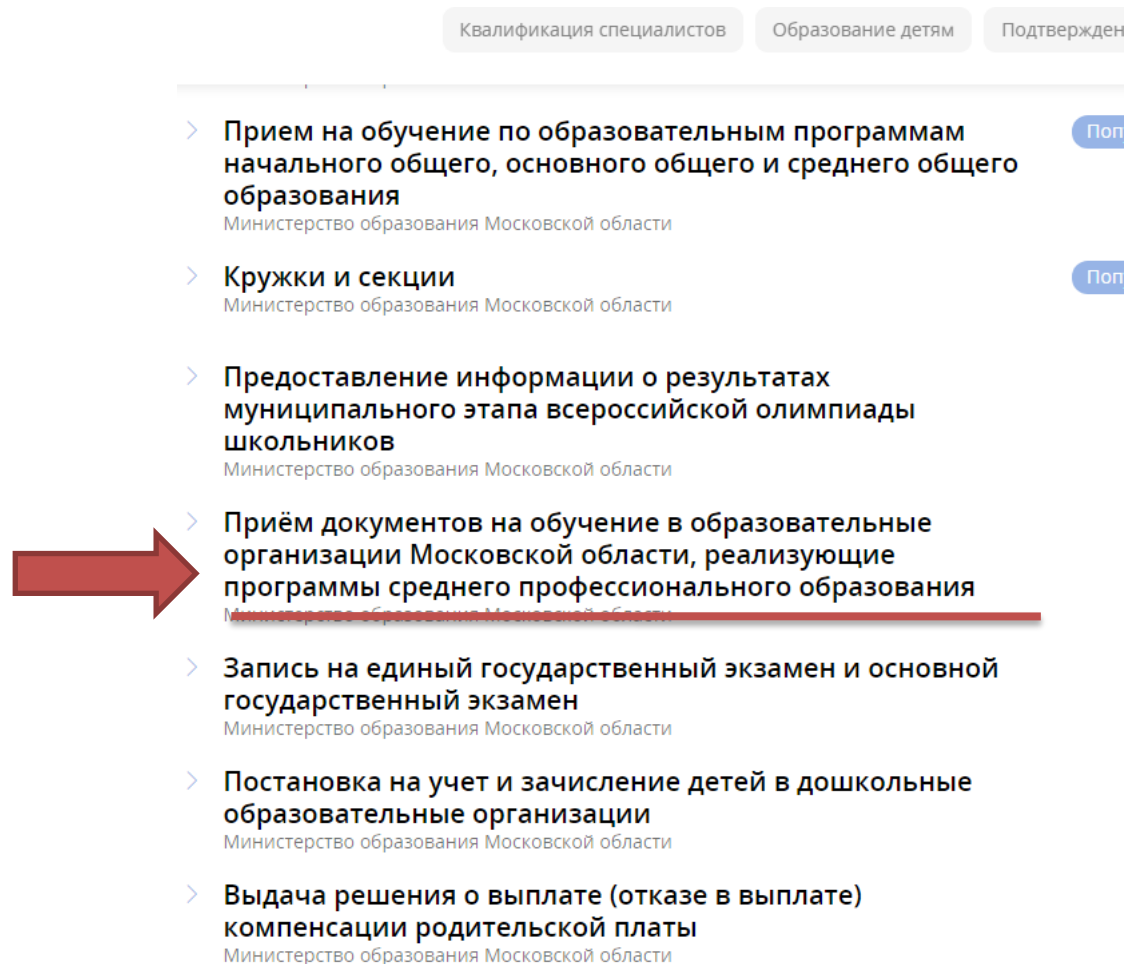 Квалификация специалистов Образование детям
Прием на обучение по образовательным программам
начального общего, основного общего и среднего общего
образования
Министерство образования Московской области
Кружки и секции
Министерство образования Московской области
Предоставление информации о результатах
муниципального этапа всероссийской олимпиады
школьников
Министерство образования Московской области
Приём документов на обучение в образовательные
организации Московской области, реализующие
программы среднего профессионального образования
Министерство образования Московской области
Запись на единый государственный экзамен и основной
государственный экзамен
Министерство образования Московской области
Постановка на учет и зачисление детей в дошкольные
образовательные организации
Министерство образования Московской области
Выдача решения о выплате (отказе в выплате)
компенсации родительской платы
Министерство образования Московской области